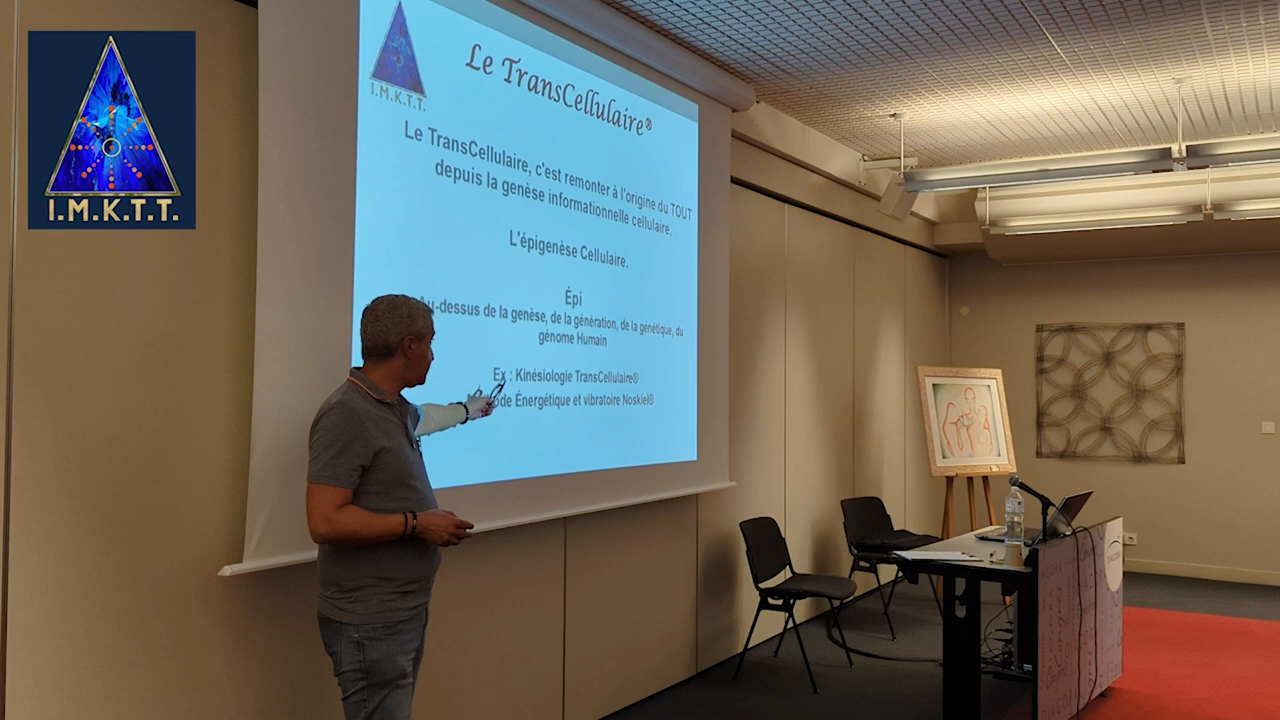 I.M.K.T.T.
I.M.K.T.T.
Le TransCellulaire®
Le TransCellulaire, c'est remonter à l'origine du TOUT
depuis la genèse informationnelle cellulaire.
L'épigenèse Cellulaire.
Épi
Au-dessus de la genèse, de la génération, de la génétique, du
génome Humain
Ex : Kinésiologie TransCellulaire®
Énergétique et vibratoire Noskiel®